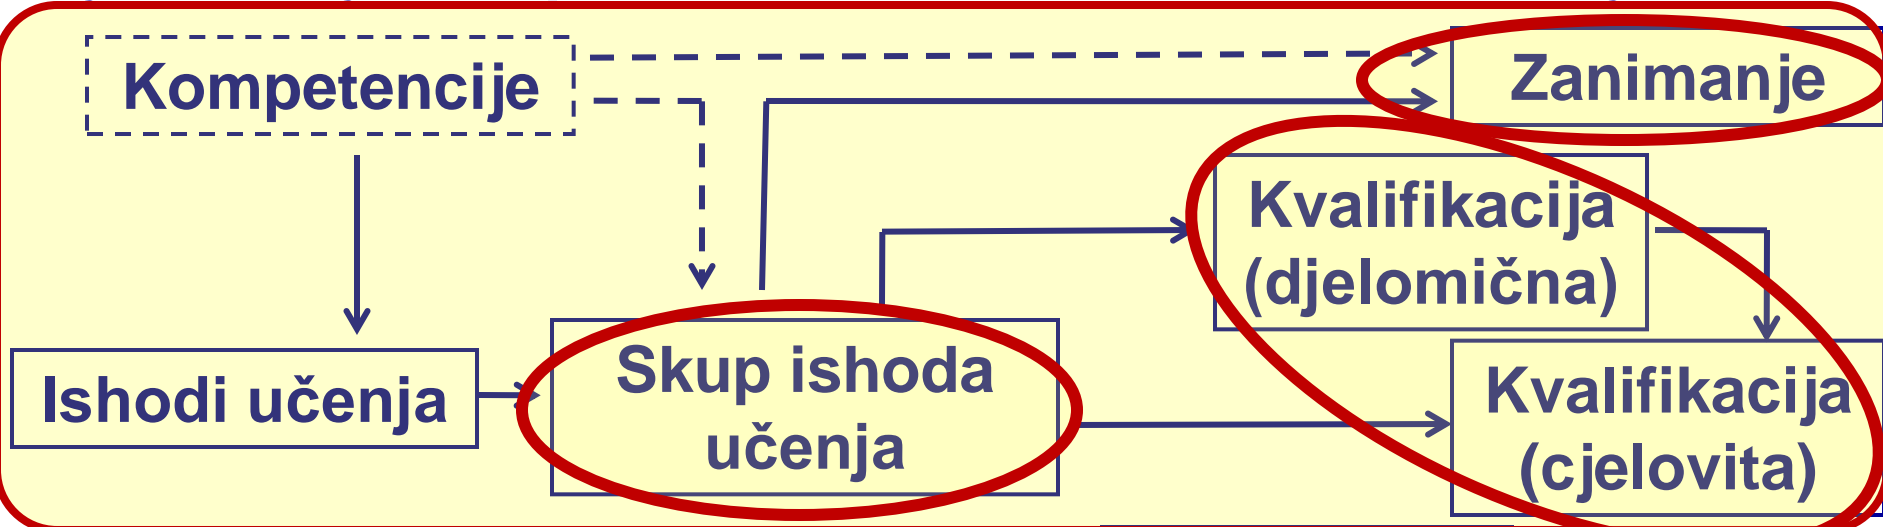 Kompetencije
Zanimanje
Kvalifikacija
(djelomična)
Ishodi učenja
Skup ishoda
učenja
Kvalifikacija
(cjelovita)